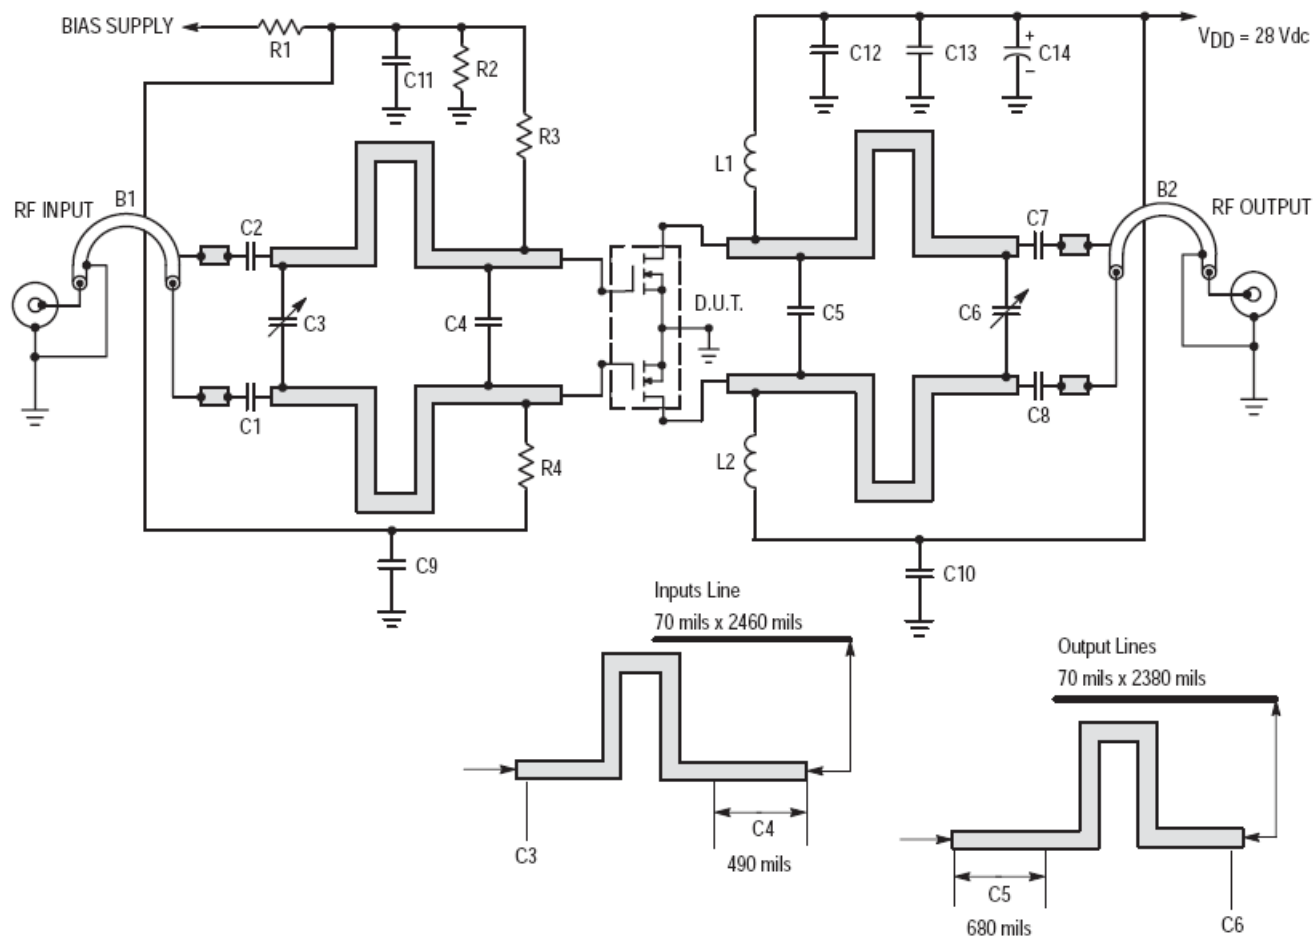 BIAS SUPPLY
R1
C11
R2
R3
C12
C13
+
C14
–
VDD = 28 Vdc
L1
RF INPUT
B1
C2
C7
B2
RF OUTPUT
C3
C4
D.U.T.
C5
C6
C1
C8
R4
L2
C9
C10
Inputs Line
70 mils x 2460 mils
Output Lines
70 mils x 2380 mils
C3
C4
490 mils
C5
680 mils
C6